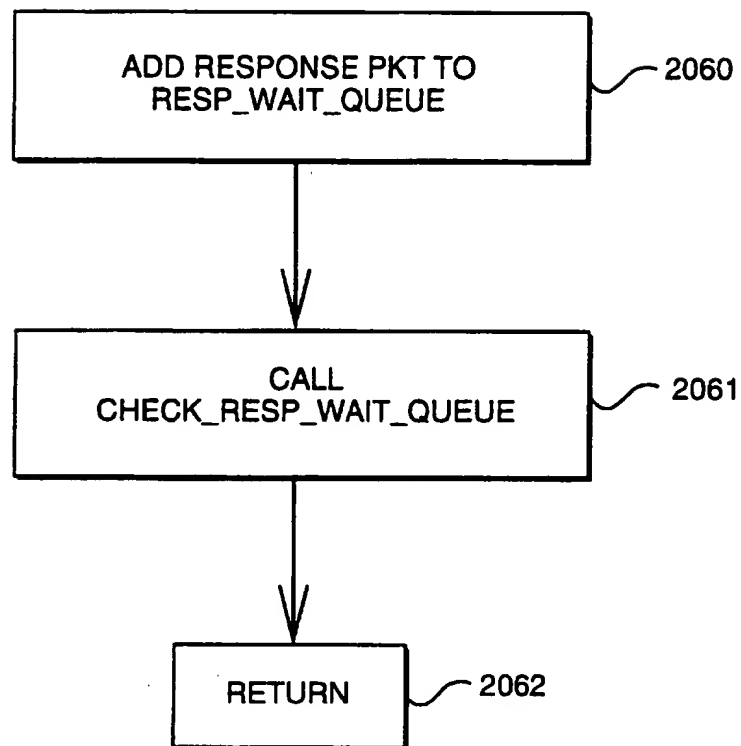 ADD RESPONSE PKT TO
RESP_WAIT_QUEUE
2060
CALL
CHECK_RESP_WAIT_QUEUE
2061
RETURN
2062